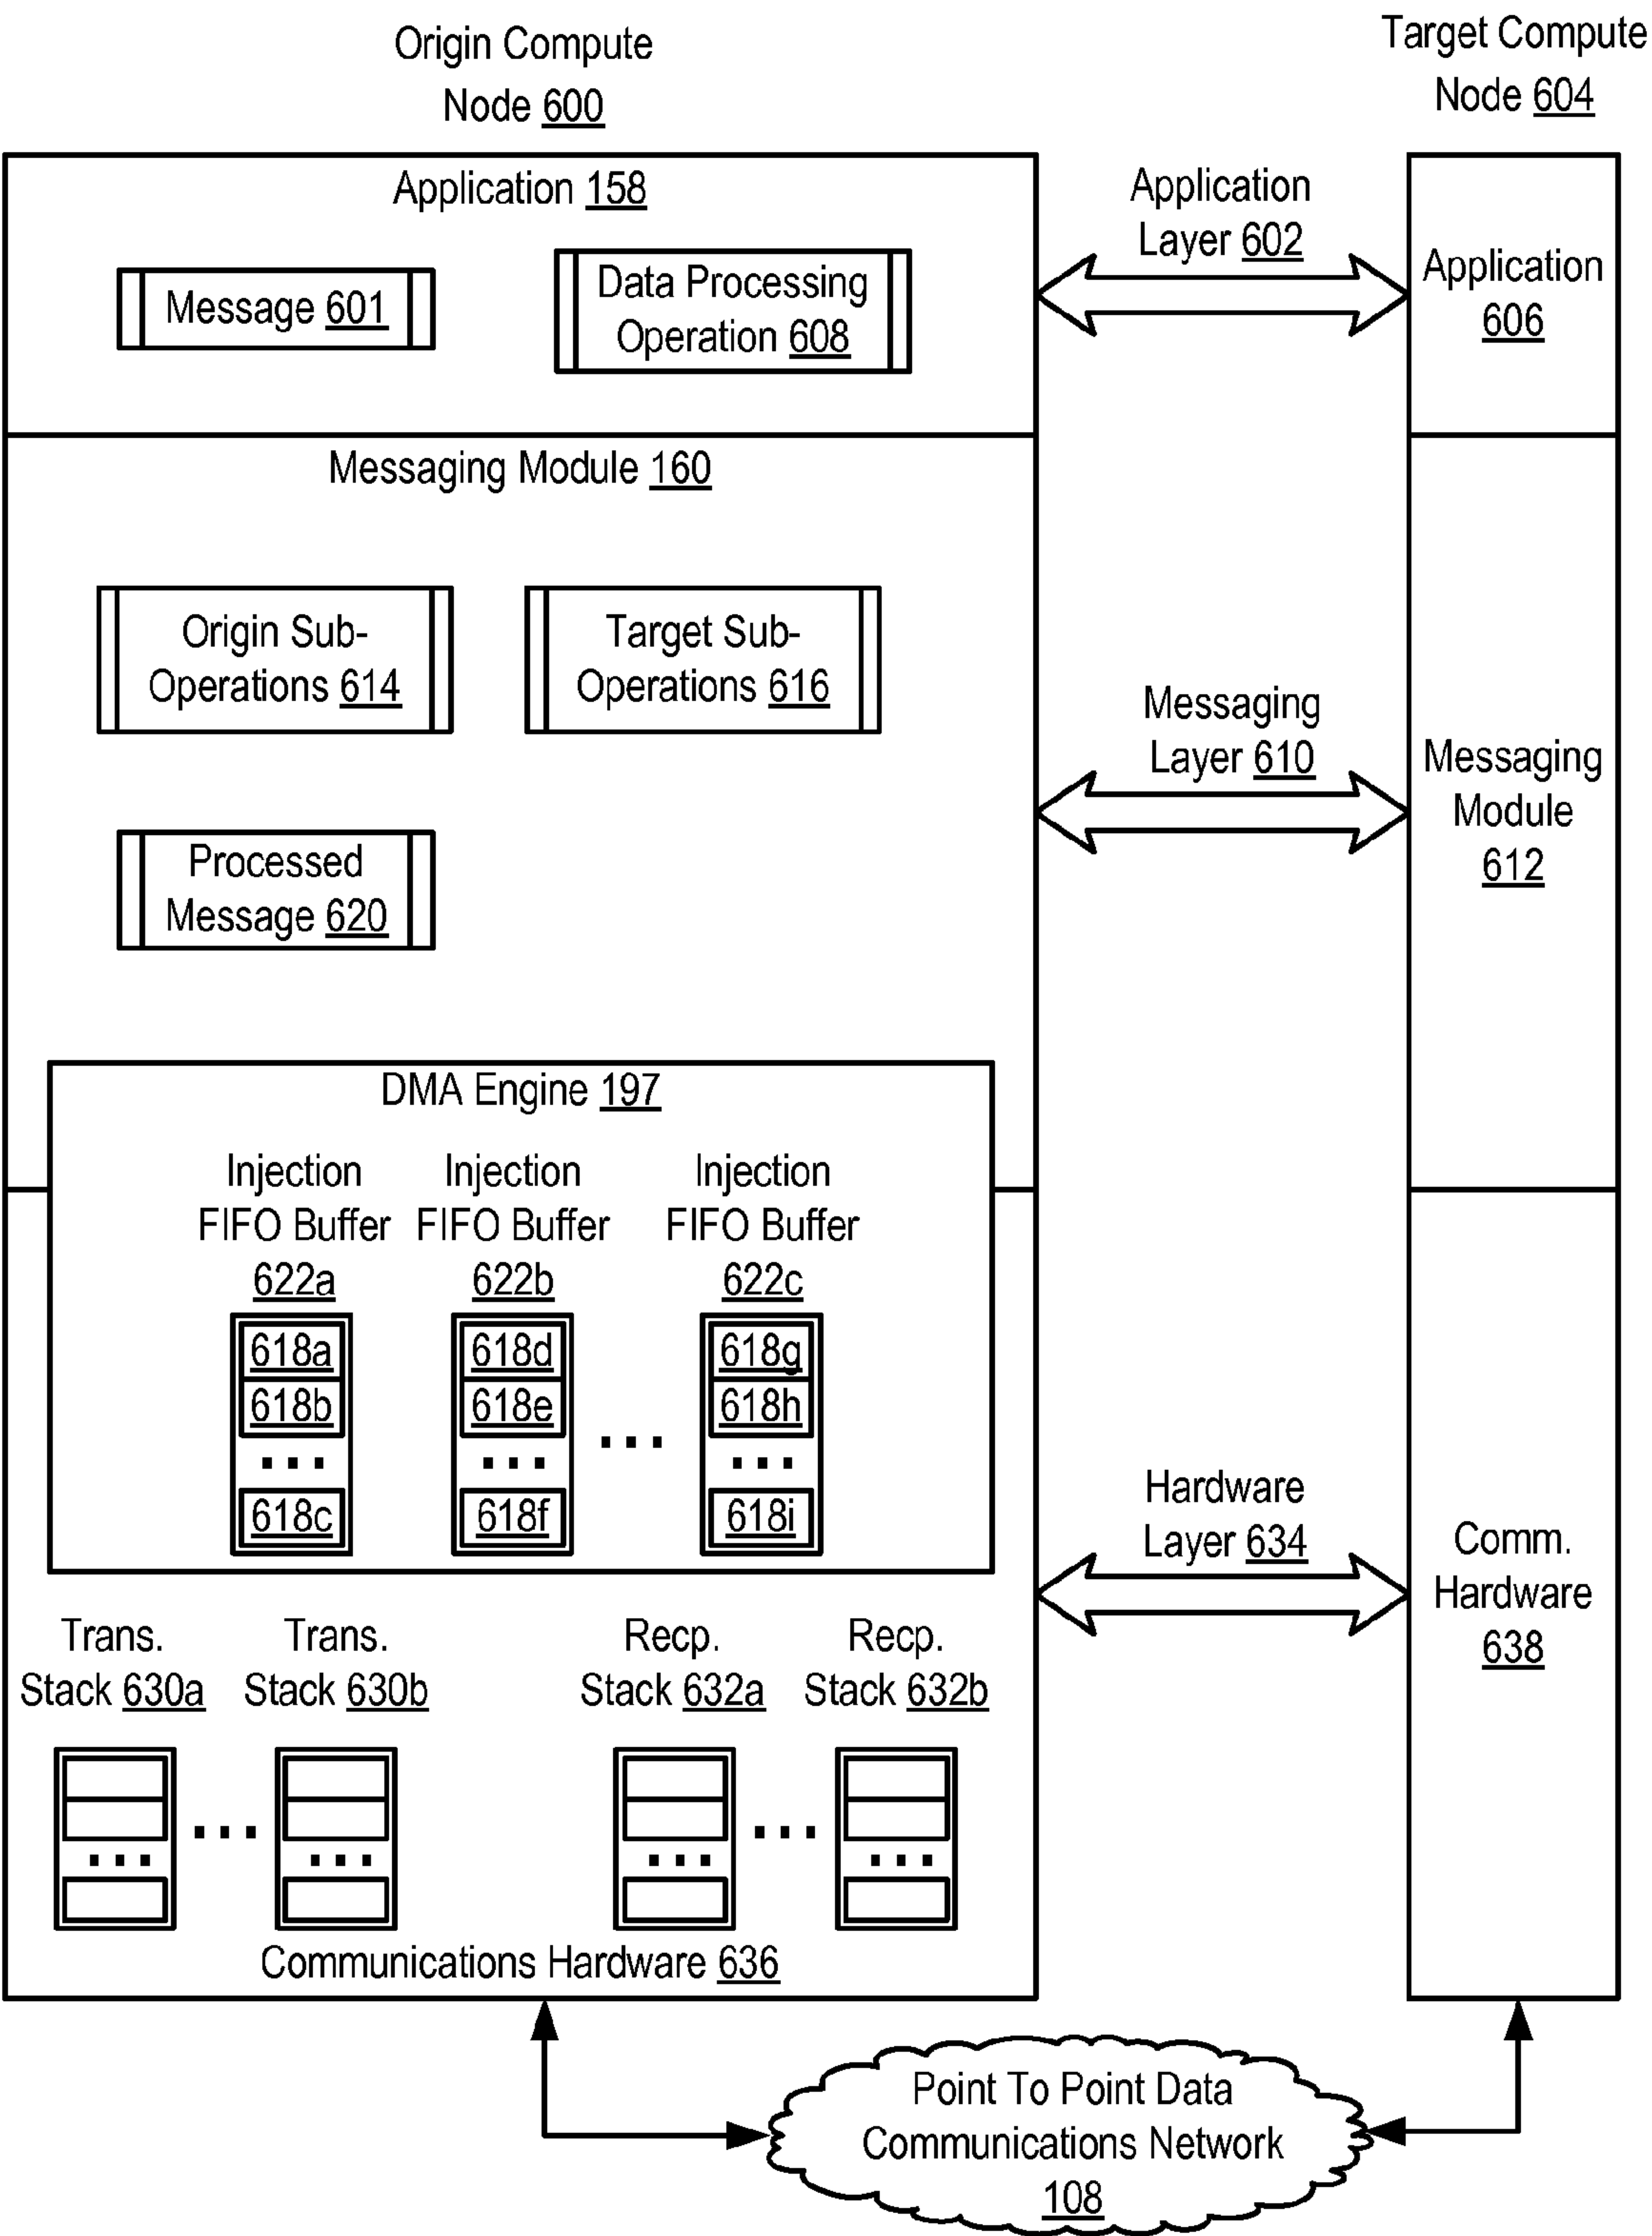 Origin Compute
Node 600
Target Compute
Node 604
Application 158
Message 601
Data Processing
Operation 608
Application
Layer 602
Application
606
Messaging Module 160
Origin Sub-
Operations 614
Target Sub-
Operations 616
Processed
Message 620
Messaging
Layer 610
Messaging
Module
612
DMA Engine 197
Injection
FIFO Buffer
622a
Injection
FIFO Buffer
622b
Injection
FIFO Buffer
622c
618a
618b
...
618c
618d
618e
...
618f
...
618g
618h
...
618i
Hardware
Layer 634
Comm.
Hardware
638
Trans.
Stack 630a
Trans.
Stack 630b
Recp.
Stack 632a
Recp.
Stack 632b
...
...
...
...
...
...
Communications Hardware 636
Point To Point Data
Communications Network
108